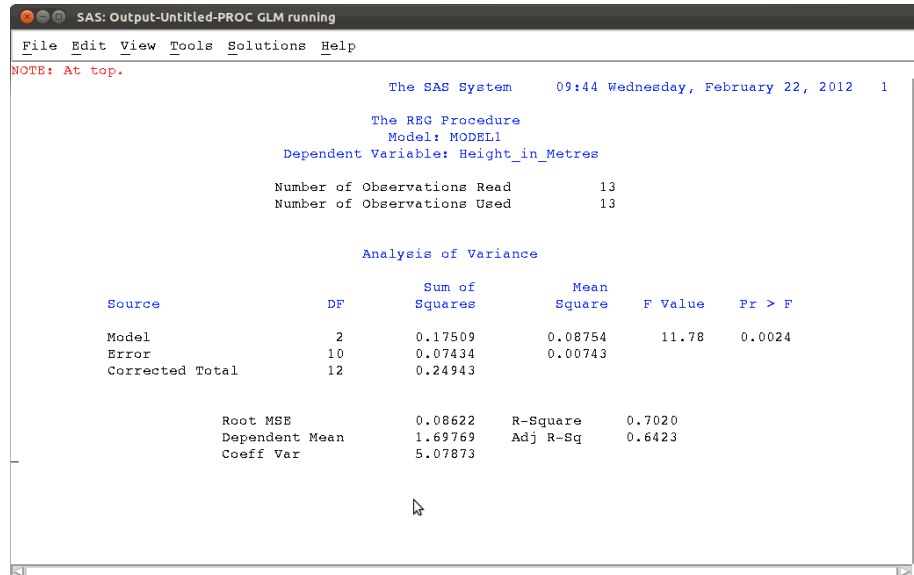 SAS: Output-Untitled-PROC GLM running
File Edit View Tools Solutions Help
NOTE: At top.
The SAS System 09:44 Wednesday, February 22, 2012 1
The REG Procedure
Model: MODEL1
Dependent Variable: Height_in_Metres
Number of Observations Read 13
Number of Observations Used 13
Analysis of Variance
Sum of Mean
Source DF Squares Square F Value Pr > F
Model 2 0.17509 0.08754 11.78 0.0024
Error 10 0.07434 0.00743
Corrected Total 12 0.24943
Root MSE 0.08622 R-Square 0.7020
Dependent Mean 1.69769 Adj R-Sq 0.6423
Coeff Var 5.07873